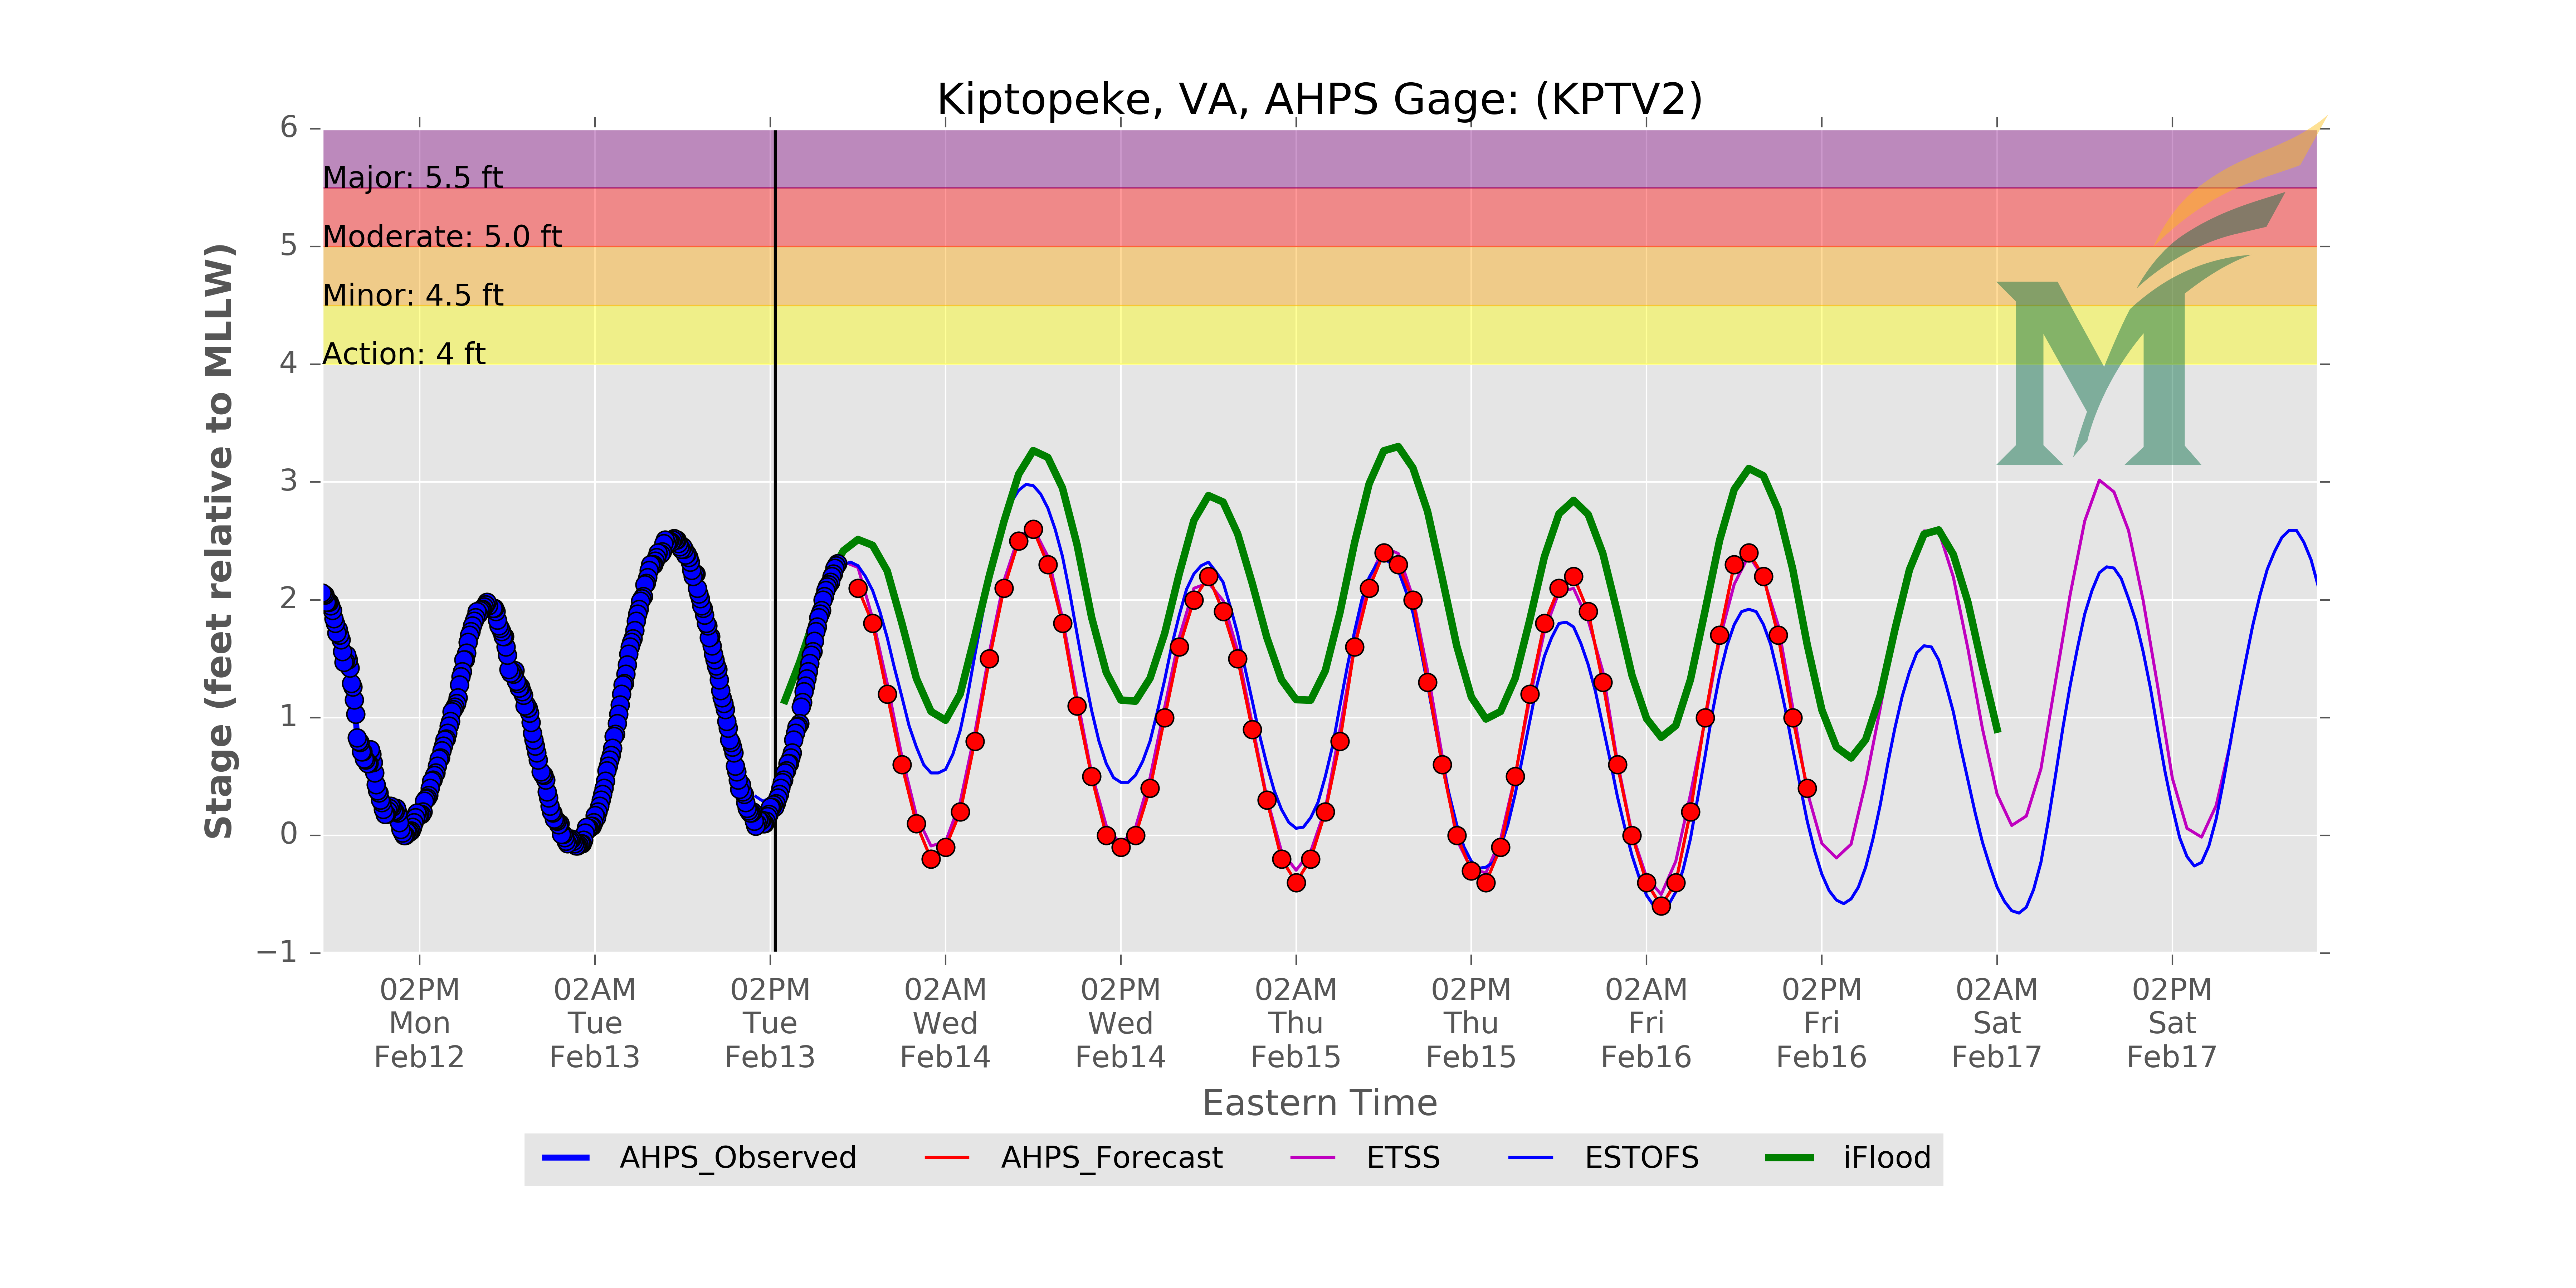 Kiptopeke, VA, AHPS Gage: (KPTV2)
6
5
4
3
2
1
0
−1
Stage (feet relative to MLLW)
Major: 5.5 ft
Moderate: 5.0 ft
Minor: 4.5 ft
Action: 4 ft
M
02PM 02AM 02PM 02AM 02PM 02AM 02PM 02AM 02PM 02AM 02PM
Mon Tue Tue Wed Wed Thu Thu Fri Fri Sat Sat
Feb12 Feb13 Feb13 Feb14 Feb14 Feb15 Feb15 Feb16 Feb16 Feb17 Feb17
Eastern Time
AHPS_Observed AHPS_Forecast ETSS ESTOFS iFlood